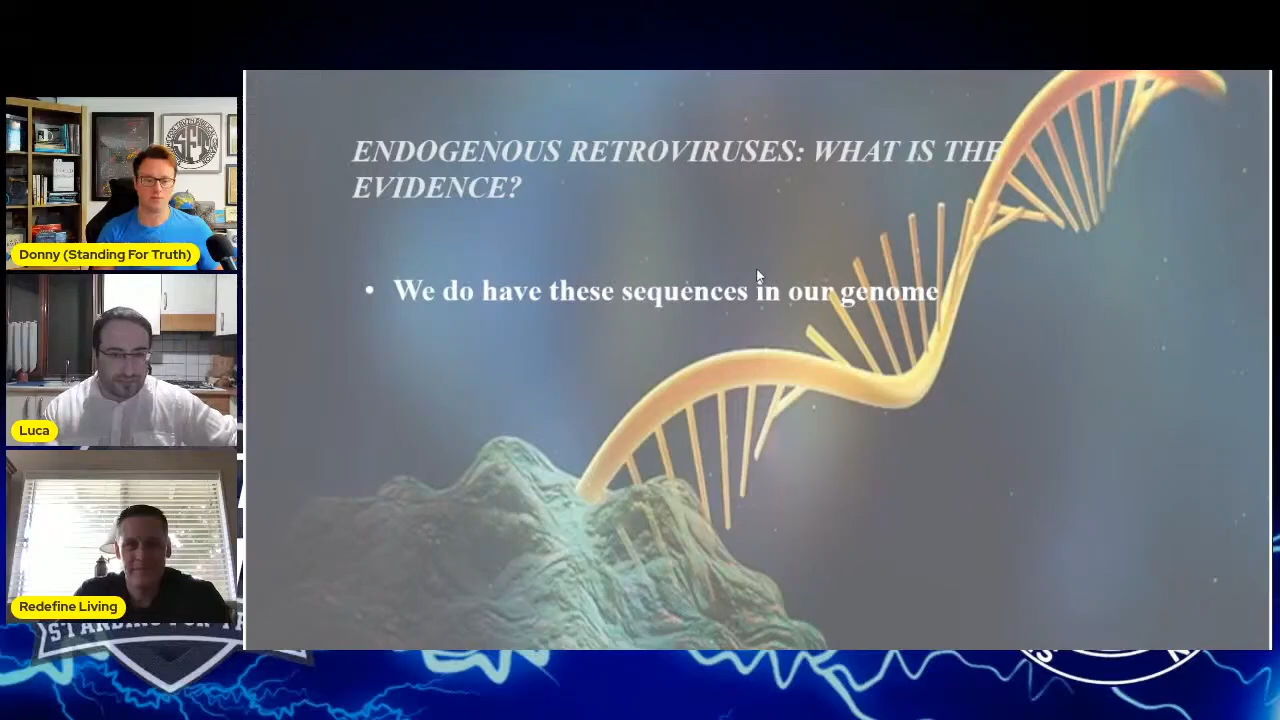 ENDOGENOUS RETROVIRUSES: WHAT IS THE
EVIDENCE?
• We do have these sequences in our genome
Donny (Standing For Truth)
Luca
Redefine Living
SFT